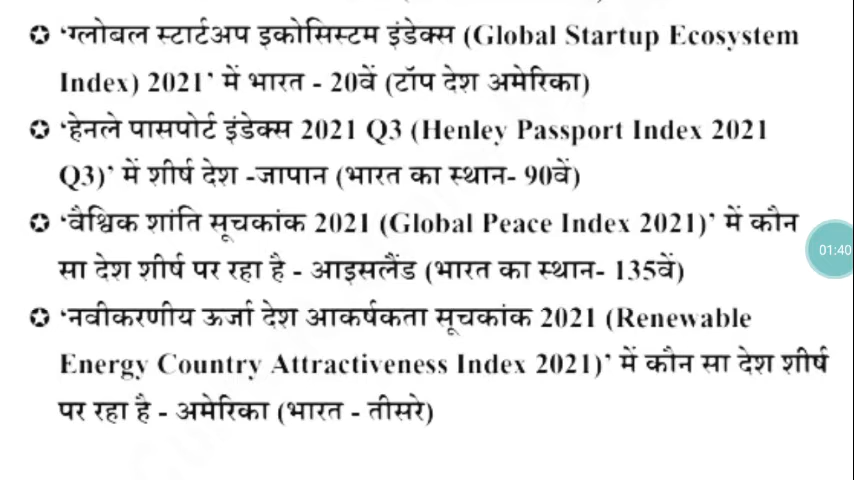 ✪ ‘ग्लोबल स्टार्टअप इकोसिस्टम इंडेक्स (Global Startup Ecosystem
Index) 2021’ में भारत - 20वें (टॉप देश अमेरिका)
✪ ‘हेनले पासपोर्ट इंडेक्स 2021 Q3 (Henley Passport Index 2021
Q3)’ में शीर्ष देश -जापान (भारत का स्थान- 90वें)
✪ ‘वैश्विक शांति सूचकांक 2021 (Global Peace Index 2021)’ में कौन
सा देश शीर्ष पर रहा है - आइसलैंड (भारत का स्थान- 135वें)
01:40
✪ ‘नवीकरणीय ऊर्जा देश आकर्षकता सूचकांक 2021 (Renewable
Energy Country Attractiveness Index 2021)’ में कौन सा देश शीर्ष
पर रहा है - अमेरिका (भारत - तीसरे)